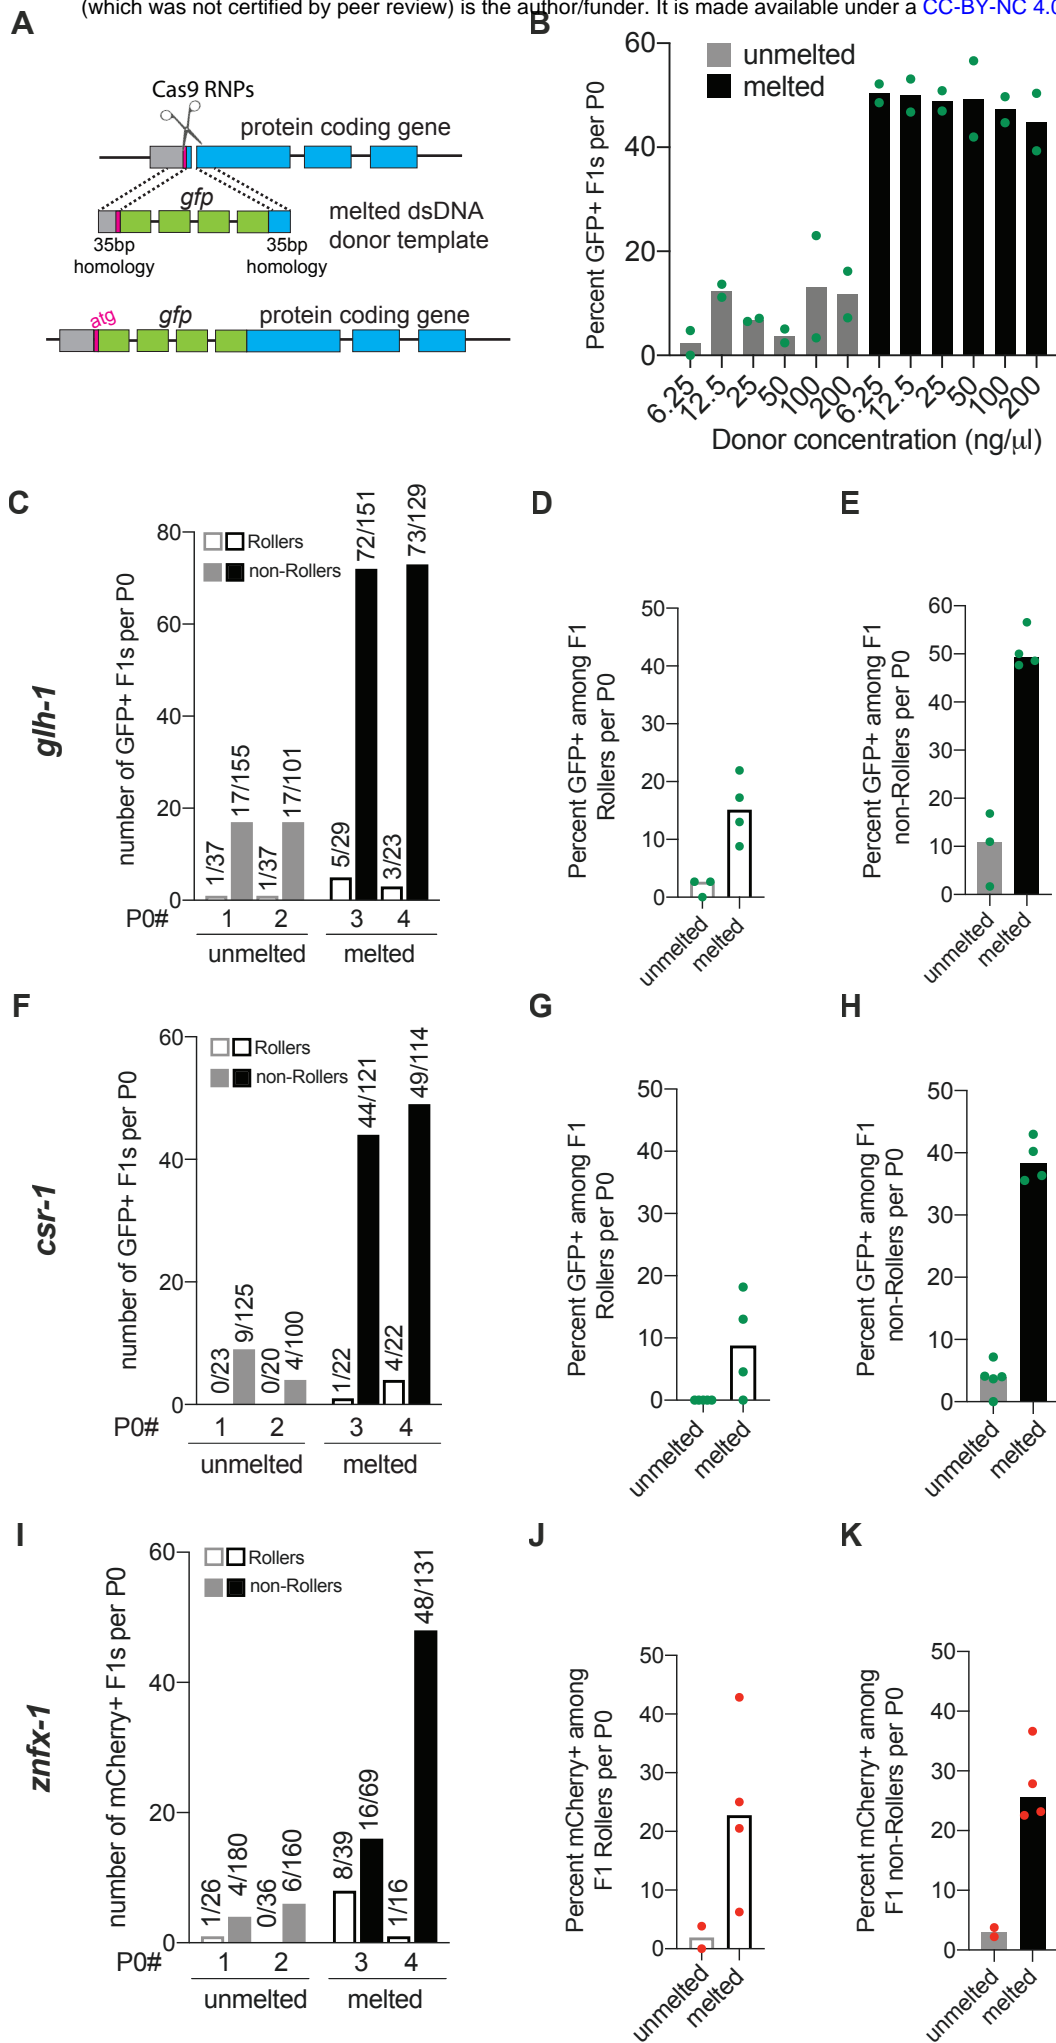 (which was not certified by peer review) is the author/funder. It is made available under a CC-BY-NC 4.0
A
Cas9 RNPs
protein coding gene
gfp
melted dsDNA
donor template
35bp
homology
35bp
homology
atg
gfp
protein coding gene
B
Percent GFP+ F1s per P0
60
40
20
0
unmelted
melted
6.25
12.5
25
50
100
200
6.25
12.5
25
50
100
200
Donor concentration (ng/μl)
glh-1
C
number of GFP+ F1s per P0
80
60
40
20
0
Rollers
non-Rollers
1/37
17/155
1/37
17/101
5/29
72/151
3/23
73/129
P0#
1
2
3
4
unmelted
melted
D
Percent GFP+ among F1
Rollers per P0
50
40
30
20
10
0
unmelted
melted
E
Percent GFP+ among F1
non-Rollers per P0
60
50
40
30
20
10
0
unmelted
melted
csr-1
F
number of GFP+ F1s per P0
60
40
20
0
Rollers
non-Rollers
0/23
9/125
0/20
4/100
1/22
44/121
4/22
49/114
P0#
1
2
3
4
unmelted
melted
G
Percent GFP+ among F1
Rollers per P0
50
40
30
20
10
0
unmelted
melted
H
Percent GFP+ among F1
non-Rollers per P0
50
40
30
20
10
0
unmelted
melted
znfx-1
I
number of mCherry+ F1s per P0
60
40
20
0
Rollers
non-Rollers
1/26
4/180
0/36
6/160
8/39
16/69
1/16
48/131
P0#
1
2
3
4
unmelted
melted
J
Percent mCherry+ among
F1 Rollers per P0
50
40
30
20
10
0
unmelted
melted
K
Percent mCherry+ among
F1 non-Rollers per P0
50
40
30
20
10
0
unmelted
melted